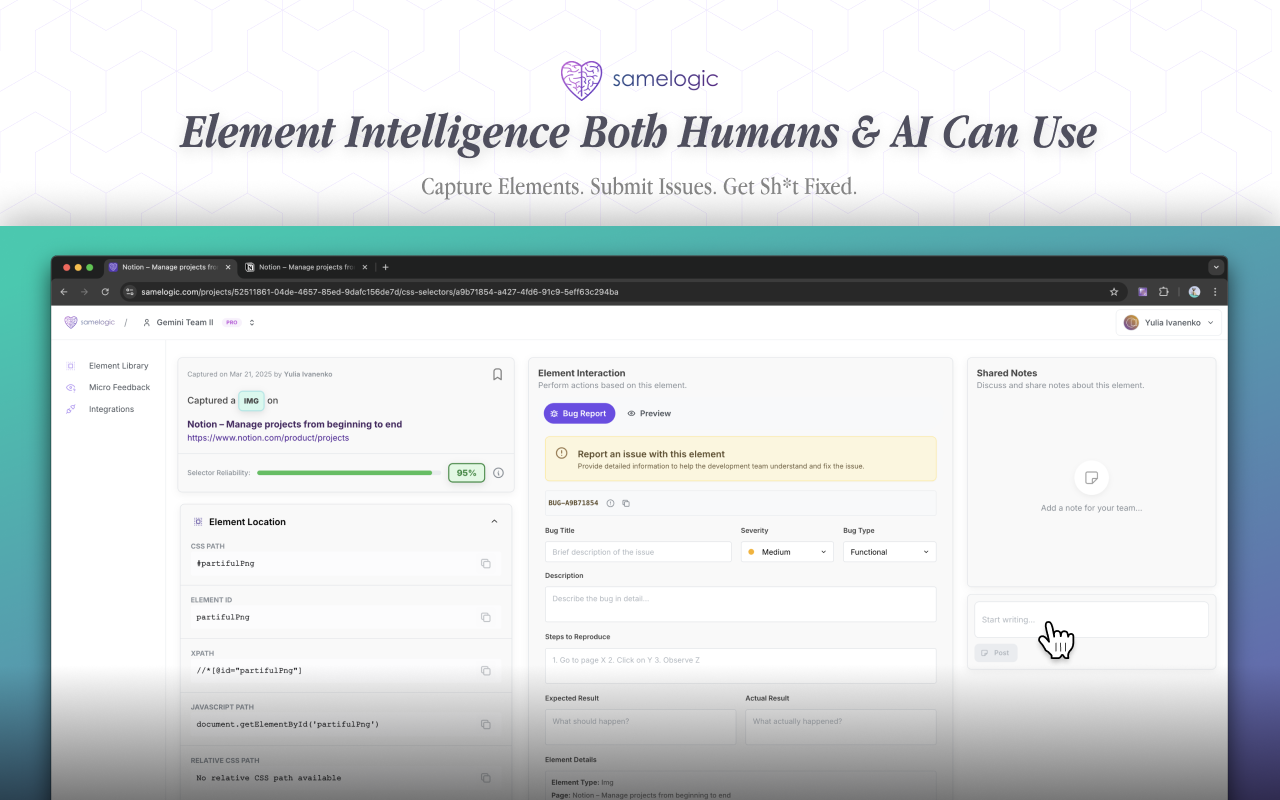 samelogic
Element Intelligence Both Humans & AI Can Use
Capture Elements. Submit Issues. Get Sh*t Fixed.
Notion – Manage projects fro
Notion – Manage projects fro
samelogic.com/projects/52511861-04de-4657-85ed-9dafc156de7d/css-selectors/a9b71854-a427-4fd6-91c9-5eff63c294ba
samelogic / Gemini Team II PRO
Yulia Ivanenko
Element Library
Micro Feedback
Integrations
Captured on Mar 21, 2025 by Yulia Ivanenko
Captured a IMG on
Notion – Manage projects from beginning to end
https://www.notion.com/product/projects
Selector Reliability: 95%
Element Location
CSS PATH
#partifulPng
ELEMENT ID
partifulPng
XPATH
//*[@id="partifulPng"]
JAVASCRIPT PATH
document.getElementById('partifulPng')
RELATIVE CSS PATH
No relative CSS path available
Element Interaction
Perform actions based on this element.
Bug Report Preview
Report an issue with this element
Provide detailed information to help the development team understand and fix the issue.
BUG-A9B71854
Bug Title Severity Bug Type
Brief description of the issue Medium Functional
Description
Describe the bug in detail...
Steps to Reproduce
1. Go to page X 2. Click on Y 3. Observe Z
Expected Result Actual Result
What should happen? What actually happened?
Element Details
Element Type: Img
Page: Notion – Manage projects from beginning to end
Shared Notes
Discuss and share notes about this element.
Add a note for your team...
Start writing...
Post